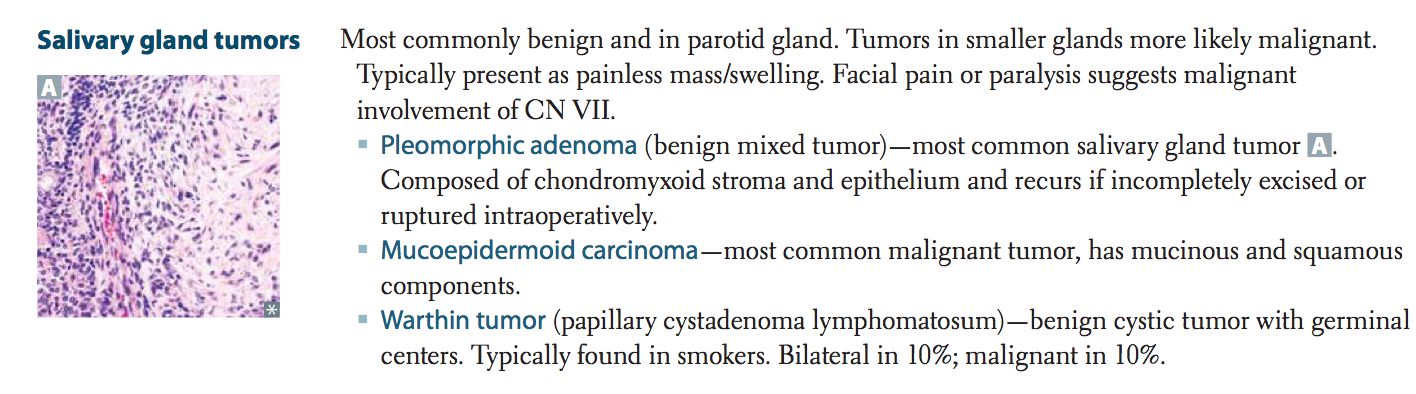 Salivary gland tumors
A
*
Most commonly benign and in parotid gland. Tumors in smaller glands more likely malignant.
Typically present as painless mass/swelling. Facial pain or paralysis suggests malignant
involvement of CN VII.
▪ Pleomorphic adenoma (benign mixed tumor)—most common salivary gland tumor A.
Composed of chondromyxoid stroma and epithelium and recurs if incompletely excised or
ruptured intraoperatively.
▪ Mucoepidermoid carcinoma—most common malignant tumor, has mucinous and squamous
components.
▪ Warthin tumor (papillary cystadenoma lymphomatosum)—benign cystic tumor with germinal
centers. Typically found in smokers. Bilateral in 10%; malignant in 10%.